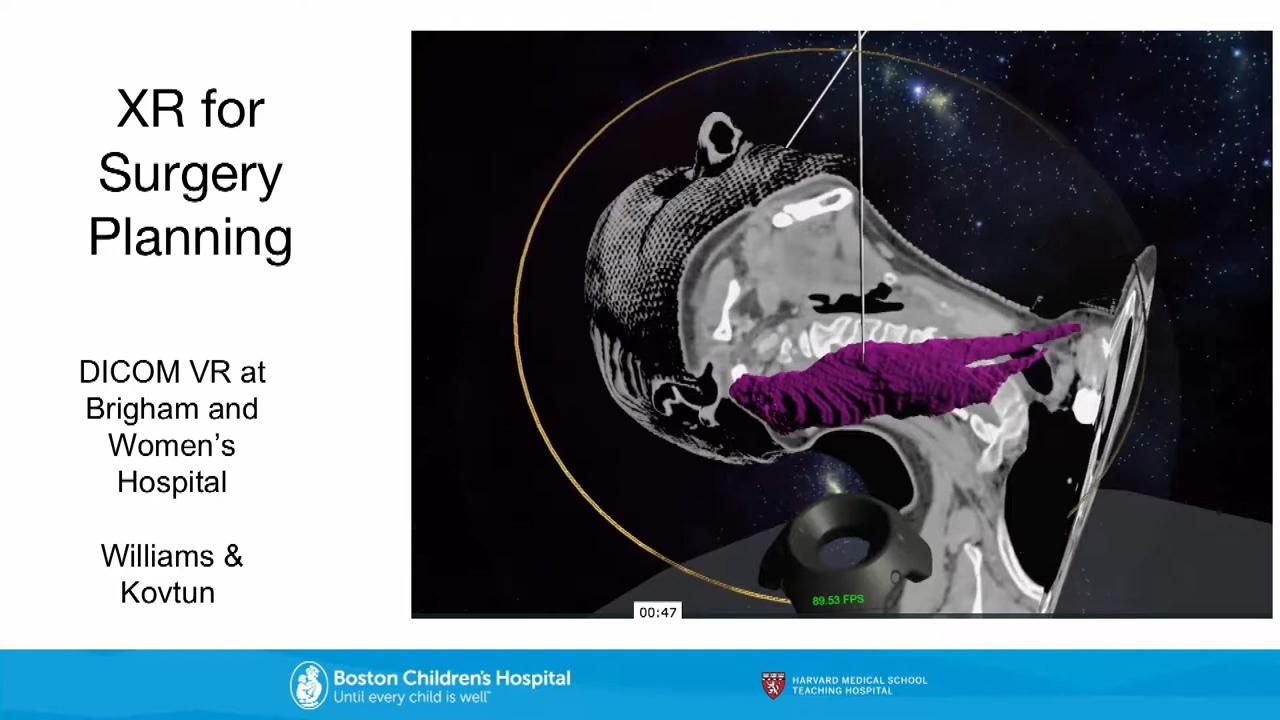 XR for
Surgery
Planning
DICOM VR at
Brigham and
Women's
Hospital
Williams &
Kovtun
89.53 FPS
00:47
Boston Children's Hospital
Until every child is well™
HARVARD MEDICAL SCHOOL
TEACHING HOSPITAL